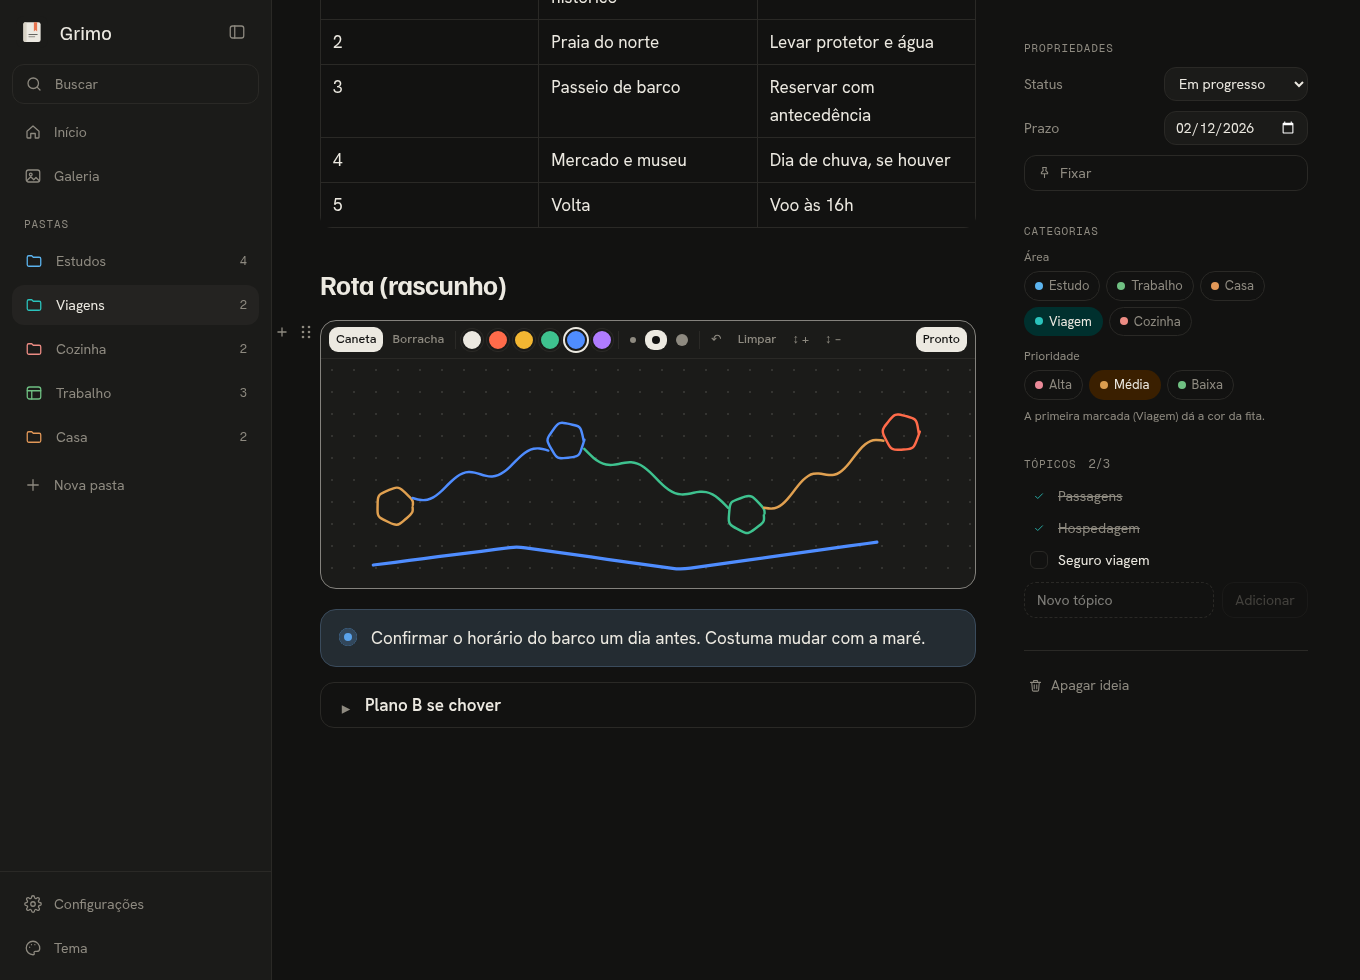 Grimo
Buscar
Início
Galeria
PASTAS
Estudos 4
Viagens 2
Cozinha 2
Trabalho 3
Casa 2
Nova pasta
Configurações
Tema
2 Praia do norte Levar protetor e água
3 Passeio de barco Reservar com
antecedência
4 Mercado e museu Dia de chuva, se houver
5 Volta Voo às 16h
Rota (rascunho)
Caneta Borracha ↶ Limpar ↕ + ↕ − Pronto
Confirmar o horário do barco um dia antes. Costuma mudar com a maré.
Plano B se chover
PROPRIEDADES
Status Em progresso
Prazo 02/12/2026
Fixar
CATEGORIAS
Área
Estudo Trabalho Casa
Viagem Cozinha
Prioridade
Alta Média Baixa
A primeira marcada (Viagem) dá a cor da fita.
TÓPICOS 2/3
Passagens
Hospedagem
Seguro viagem
Novo tópico Adicionar
Apagar ideia